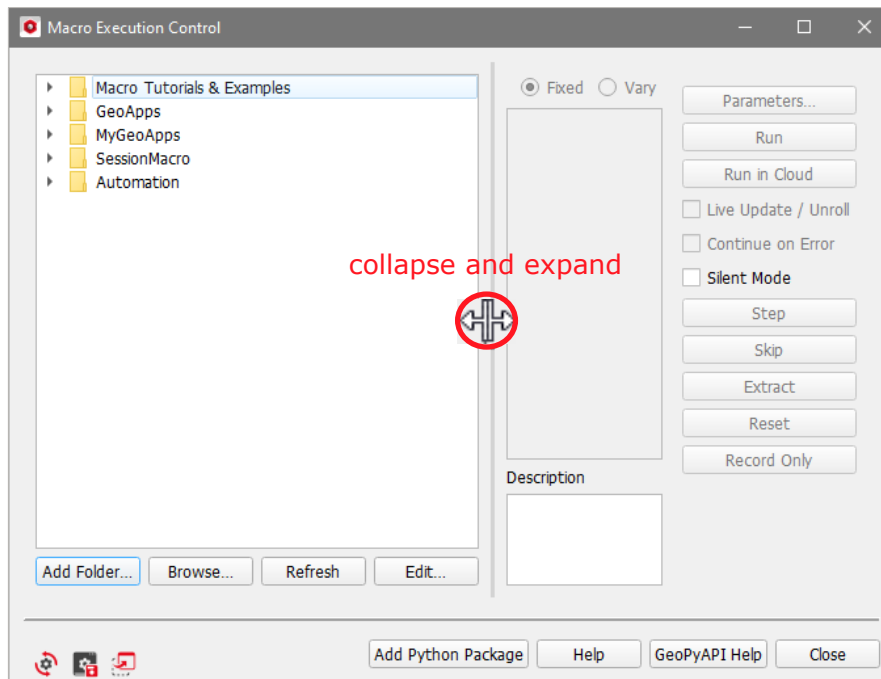 Macro Execution Control
Macro Tutorials & Examples
GeoApps
MyGeoApps
SessionMacro
Automation
collapse and expand
Add Folder...
Browse...
Refresh
Edit...
Fixed
Vary
Description
Parameters...
Run
Run in Cloud
Live Update / Unroll
Continue on Error
Silent Mode
Step
Skip
Extract
Reset
Record Only
Add Python Package
Help
GeoPyAPI Help
Close